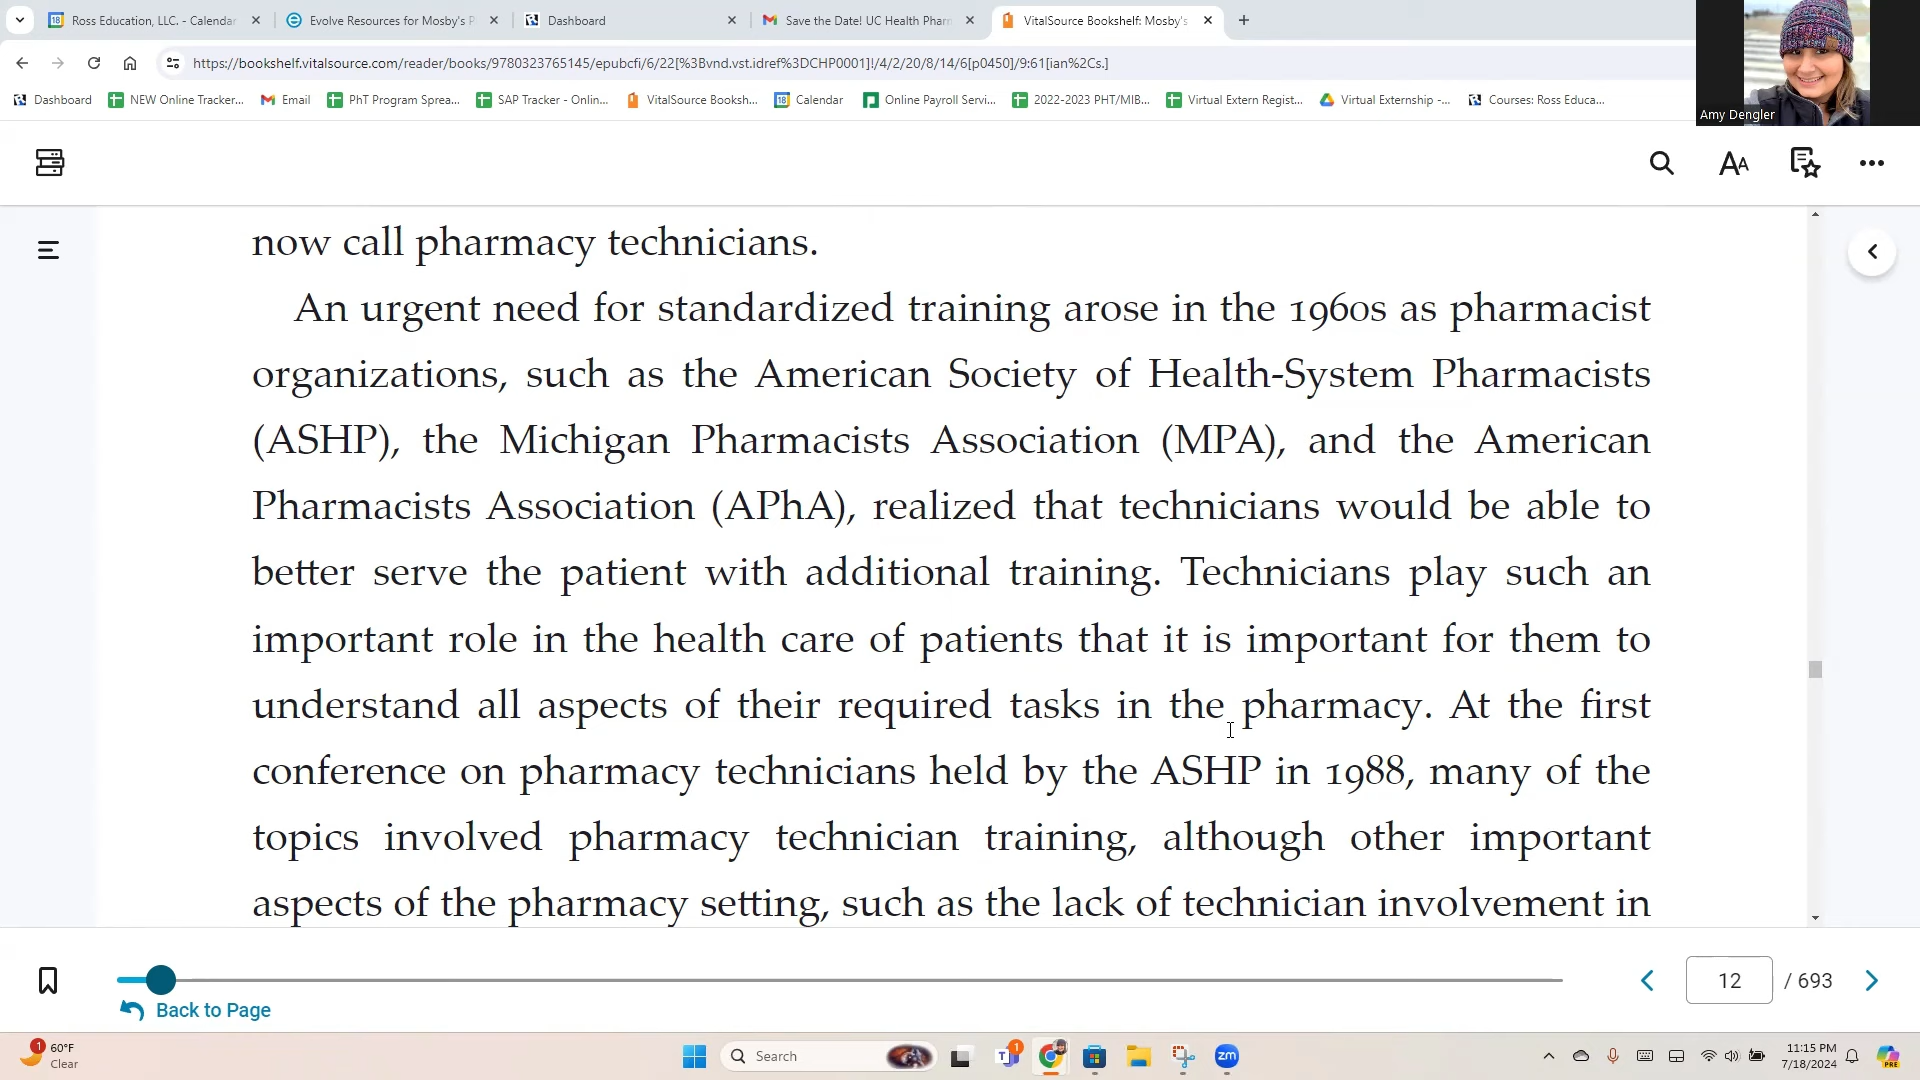 Ross Education, LLC. - Calendar
Evolve Resources for Mosby's P
Dashboard
Save the Date! UC Health Pharm
VitalSource Bookshelf: Mosby's
https://bookshelf.vitalsource.com/reader/books/9780323765145/epubcfi/6/22[%3Bvnd.vst.idref%3DCHP0001]!/4/2/20/8/14/6[p0450]/9:61[ian%2Cs.]
Dashboard
NEW Online Tracker...
Email
PhT Program Sprea...
SAP Tracker - Onlin...
VitalSource Booksh...
Calendar
Online Payroll Servi...
2022-2023 PHT/MIB...
Virtual Extern Regist...
Virtual Externship -...
Courses: Ross Educa...
Amy Dengler
now call pharmacy technicians.
An urgent need for standardized training arose in the 1960s as pharmacist
organizations, such as the American Society of Health-System Pharmacists
(ASHP), the Michigan Pharmacists Association (MPA), and the American
Pharmacists Association (APhA), realized that technicians would be able to
better serve the patient with additional training. Technicians play such an
important role in the health care of patients that it is important for them to
understand all aspects of their required tasks in the pharmacy. At the first
conference on pharmacy technicians held by the ASHP in 1988, many of the
topics involved pharmacy technician training, although other important
aspects of the pharmacy setting, such as the lack of technician involvement in
12 / 693
Back to Page
1
60°F
Clear
Search
1
zm
11:15 PM
7/18/2024
PRE